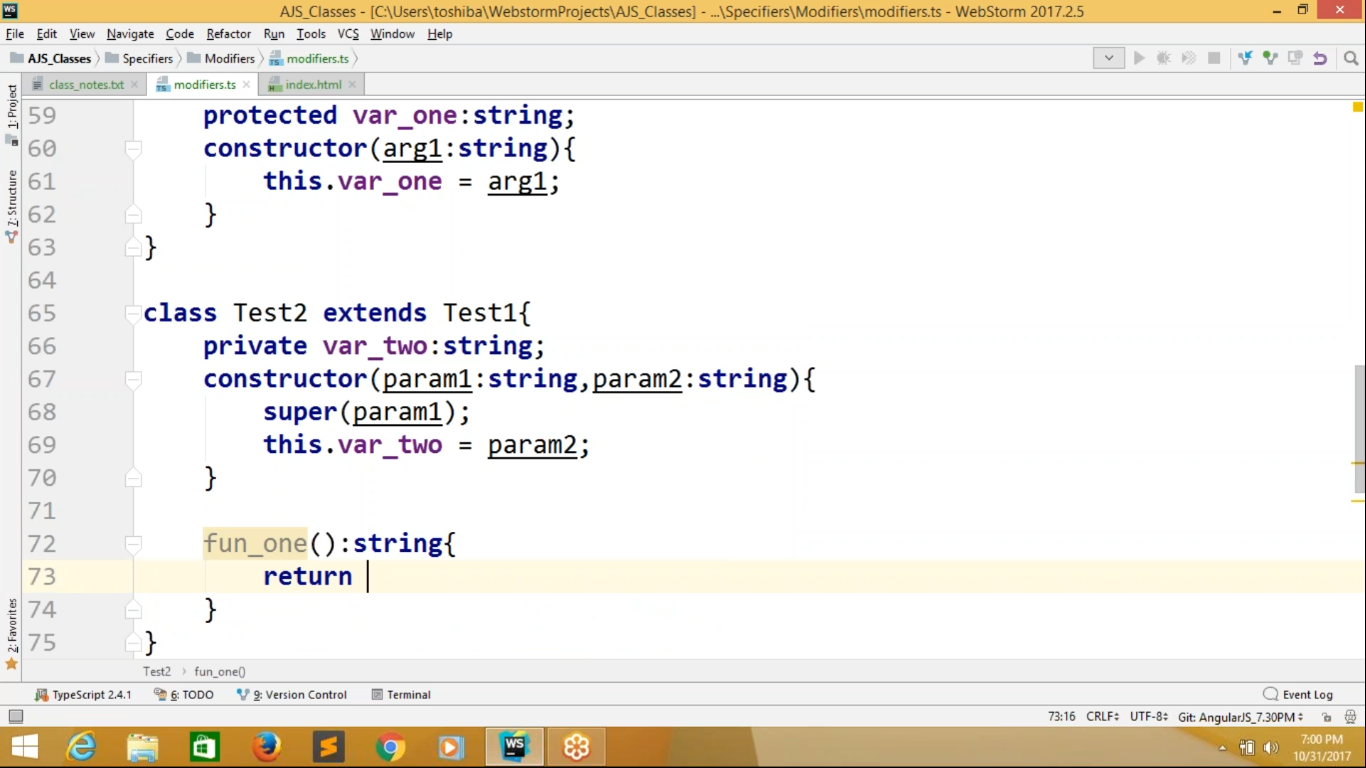 AJS_Classes - [C:\Users\toshiba\WebstormProjects\AJS_Classes] - ...\Specifiers\Modifiers\modifiers.ts - WebStorm 2017.2.5
File Edit View Navigate Code Refactor Run Tools VCS Window Help
AJS_Classes Specifiers Modifiers modifiers.ts
class_notes.txt modifiers.ts index.html
1: Project
7: Structure
2: Favorites
59 protected var_one:string;
60 constructor(arg1:string){
61 this.var_one = arg1;
62 }
63 }
64
65 class Test2 extends Test1{
66 private var_two:string;
67 constructor(param1:string,param2:string){
68 super(param1);
69 this.var_two = param2;
70 }
71
72 fun_one():string{
73 return
74 }
75 }
Test2 fun_one()
TypeScript 2.4.1 6: TODO 9: Version Control Terminal Event Log
73:16 CRLF UTF-8 Git: AngularJS_7.30PM
WS
7:00 PM
10/31/2017